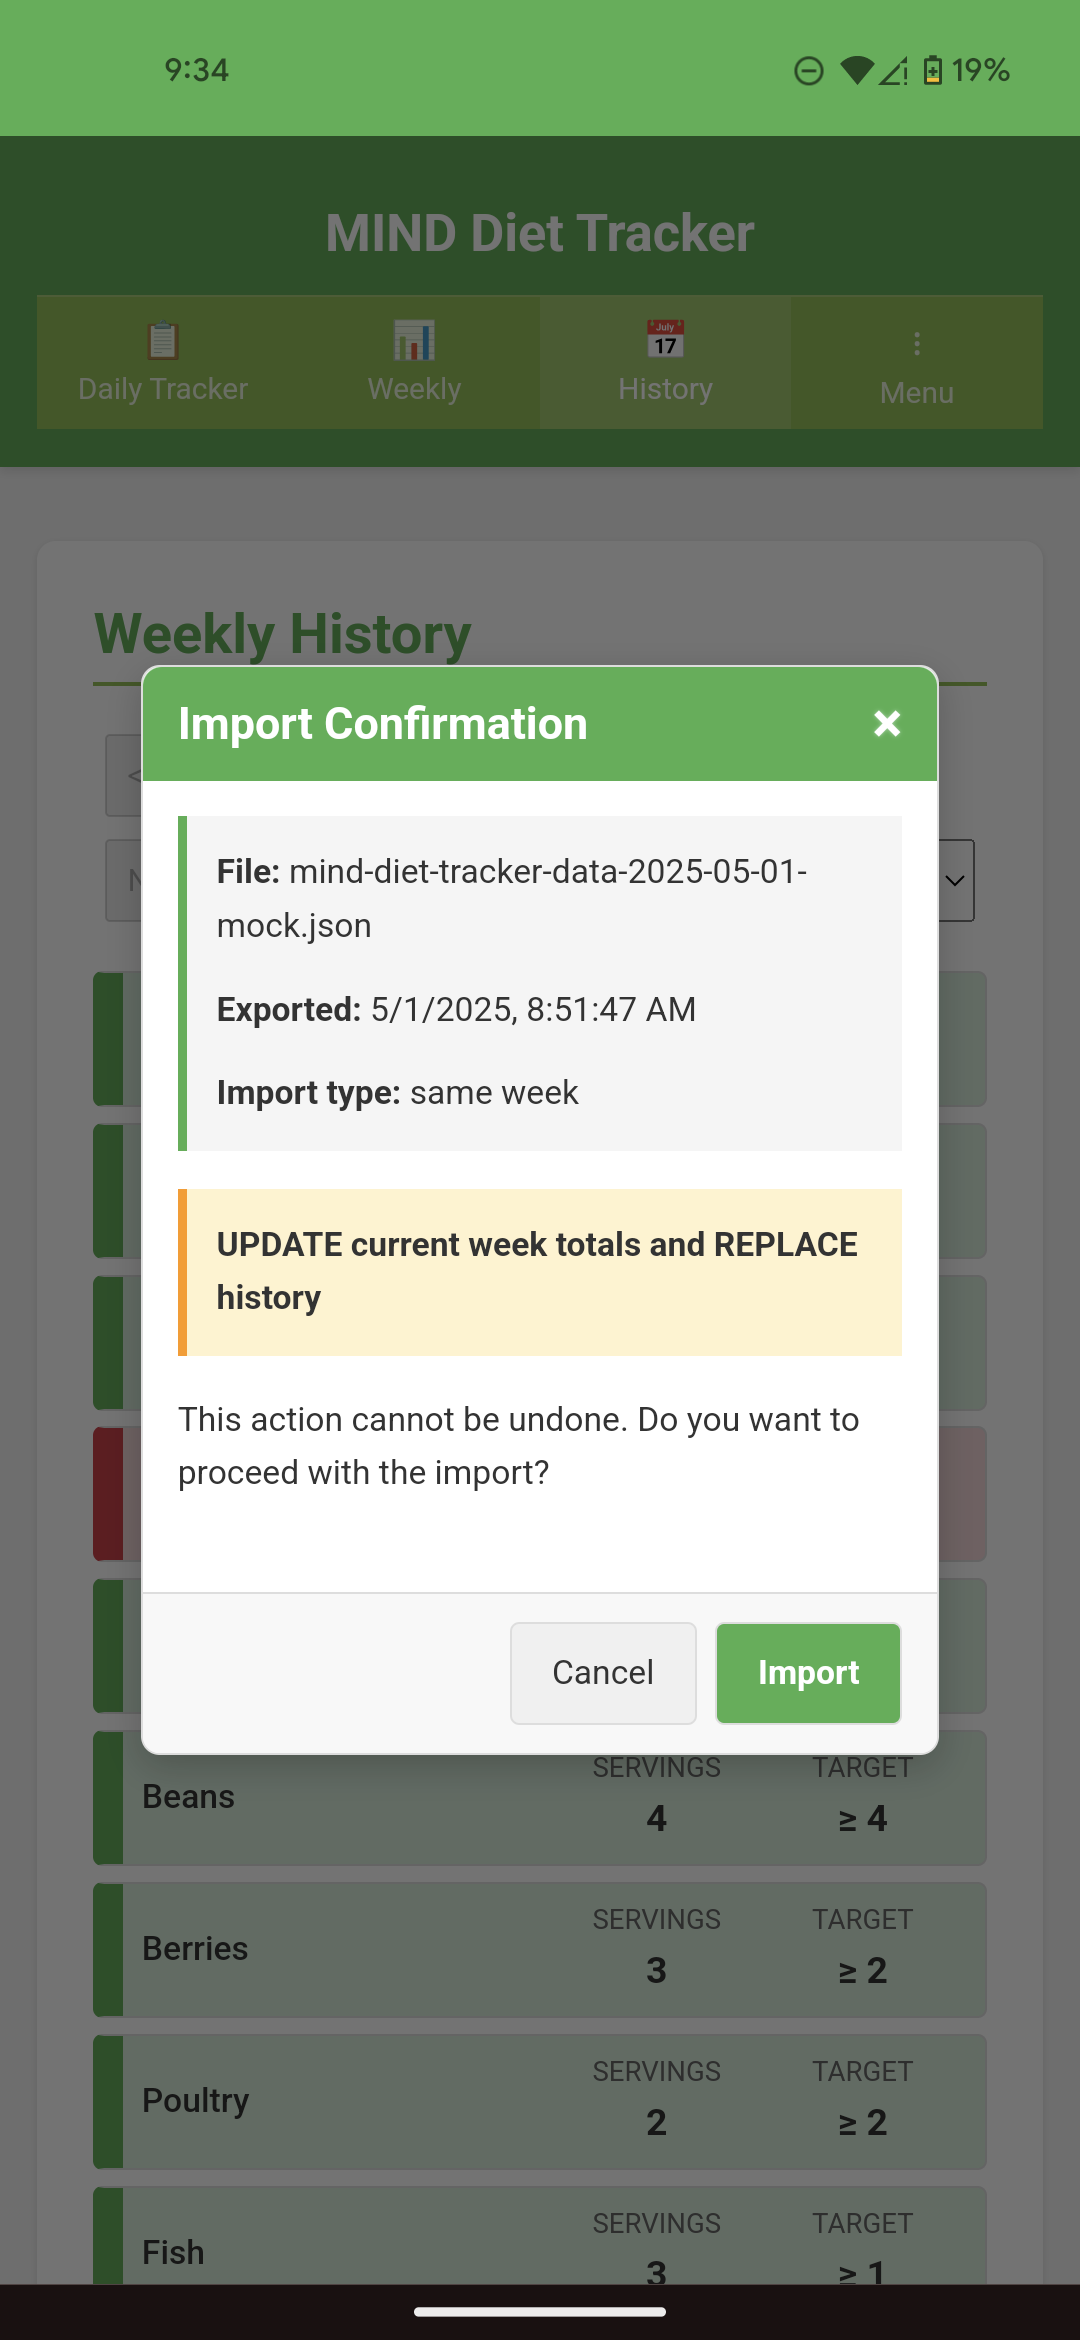 9:34
19%
MIND Diet Tracker
July
17
Daily Tracker
Weekly
History
Menu
Weekly History
<
N
Import Confirmation
×
File: mind-diet-tracker-data-2025-05-01-
mock.json
Exported: 5/1/2025, 8:51:47 AM
Import type: same week
UPDATE current week totals and REPLACE
history
This action cannot be undone. Do you want to
proceed with the import?
Cancel
Import
Beans
SERVINGS
4
TARGET
≥ 4
Berries
SERVINGS
3
TARGET
≥ 2
Poultry
SERVINGS
2
TARGET
≥ 2
Fish
SERVINGS
3
TARGET
≥ 1